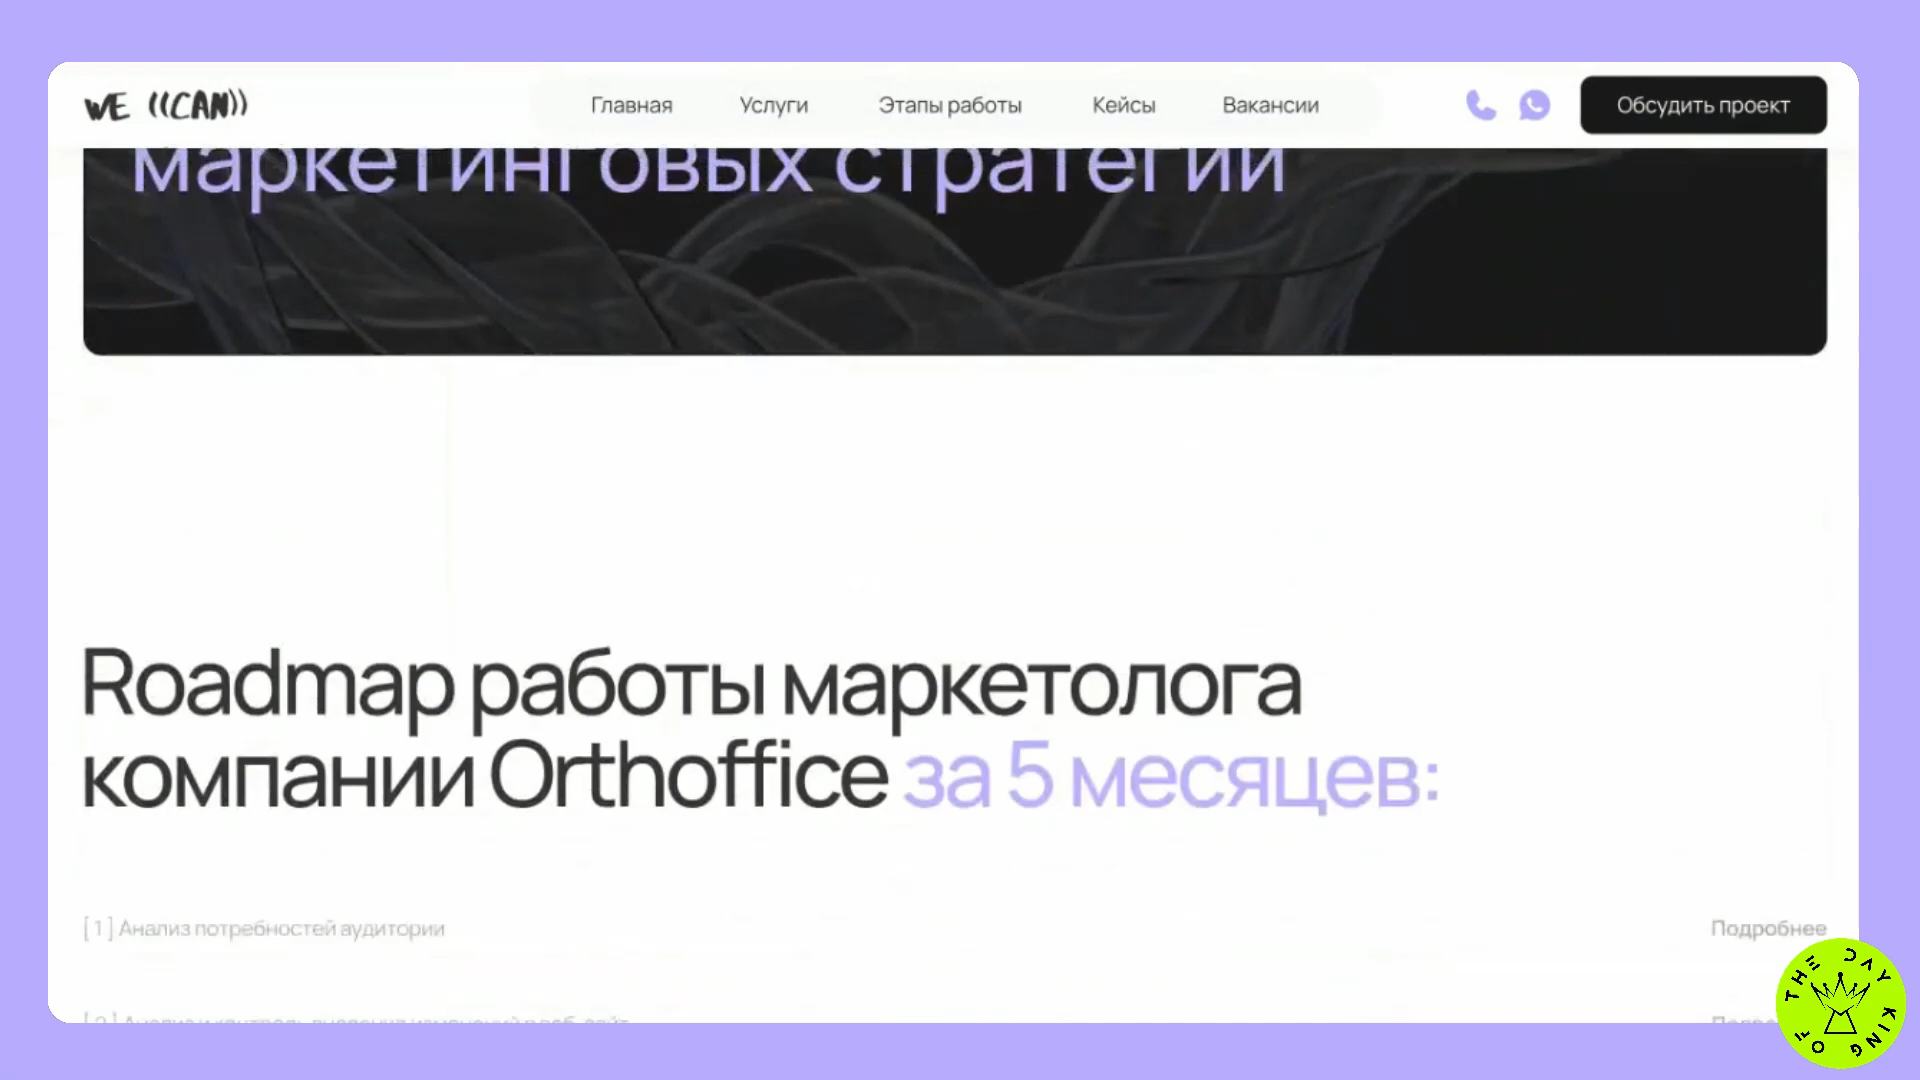 WE ((CAN))
Главная
Услуги
Этапы работы
Кейсы
Вакансии
Обсудить проект
маркетинговых стратегий
Roadmap работы маркетолога
компании Orthoffice за 5 месяцев:
[ 1 ] Анализ потребностей аудитории
Подробнее
KING OF THE DAY